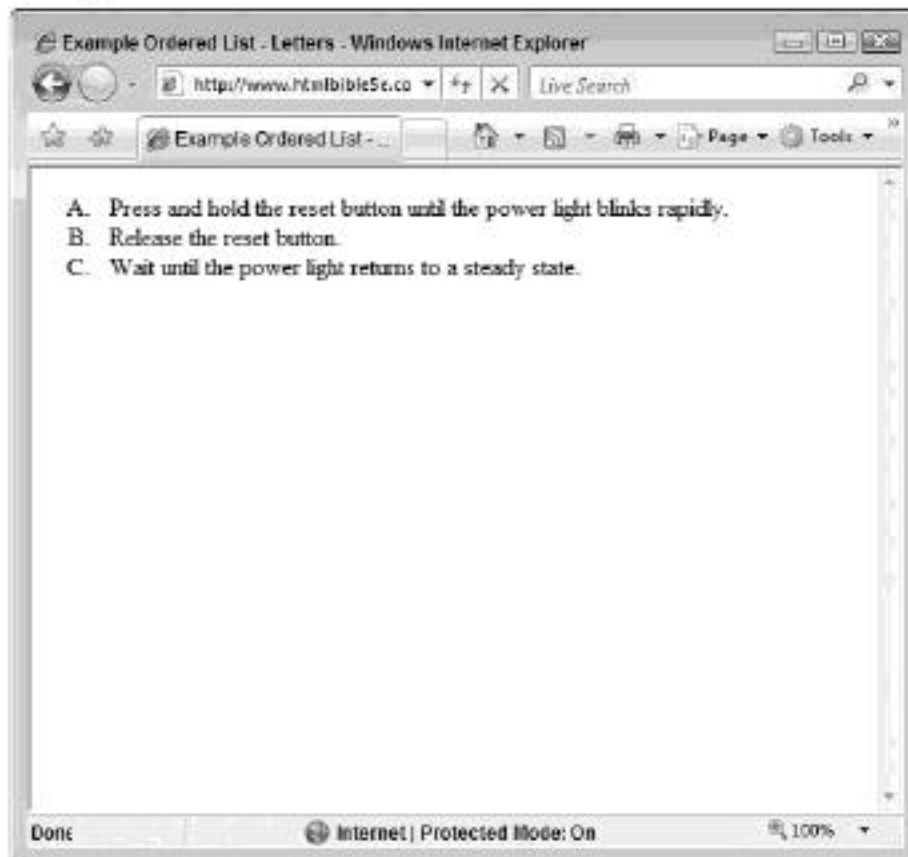 Example Ordered List - Letters - Windows Internet Explorer
http://www.htmlbible5e.co Live Search
Example Ordered List - ... Page Tools
A. Press and hold the reset button until the power light blinks rapidly.
B. Release the reset button.
C. Wait until the power light returns to a steady state.
Done Internet | Protected Mode: On 100%